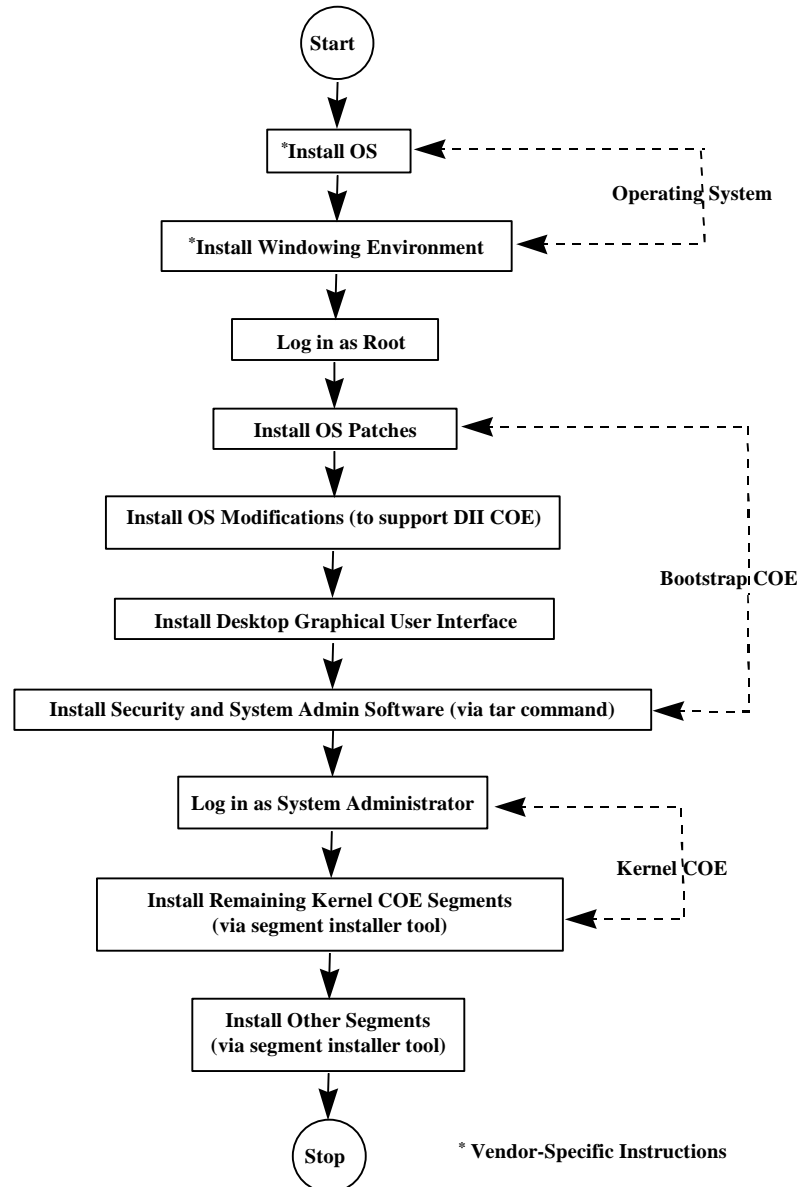 Start
*Install OS
Operating System
*Install Windowing Environment
Log in as Root
Install OS Patches
Install OS Modifications (to support DII COE)
Bootstrap COE
Install Desktop Graphical User Interface
Install Security and System Admin Software (via tar command)
Log in as System Administrator
Kernel COE
Install Remaining Kernel COE Segments
(via segment installer tool)
Install Other Segments
(via segment installer tool)
Stop
* Vendor-Specific Instructions